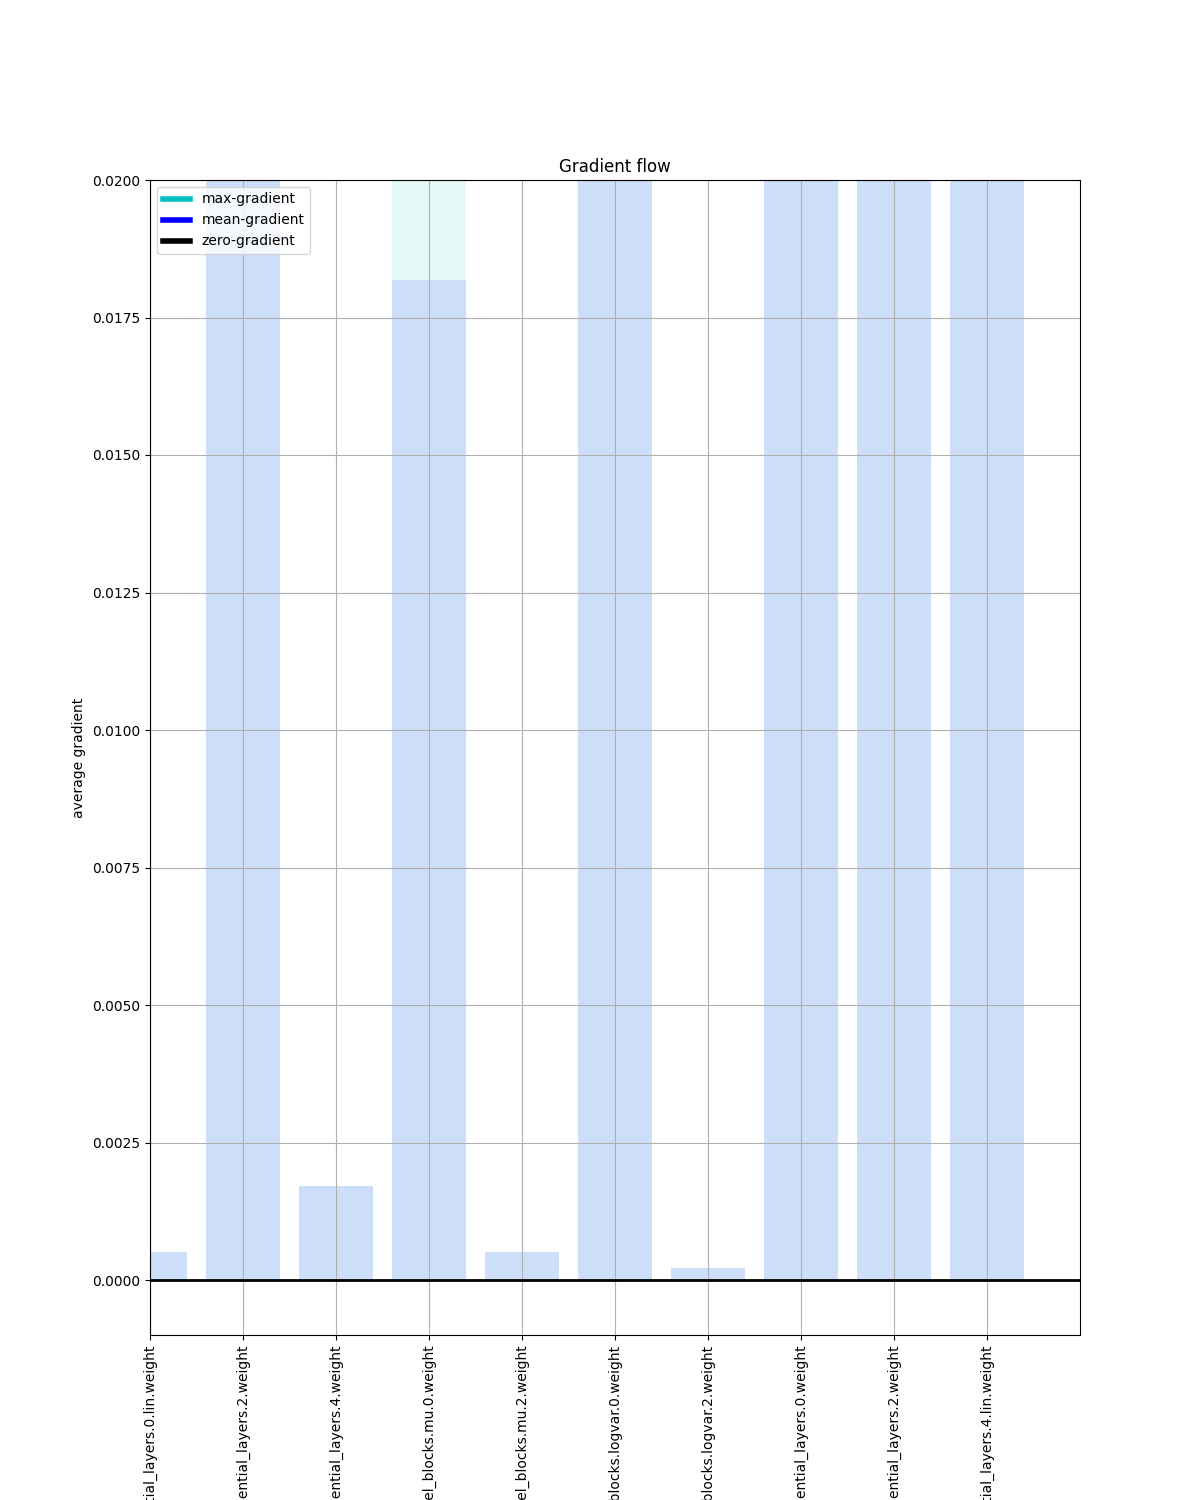 Gradient flow
max-gradient
mean-gradient
zero-gradient
average gradient
0.0200
0.0175
0.0150
0.0125
0.0100
0.0075
0.0050
0.0025
0.0000
tial_layers.0.lin.weight
ential_layers.2.weight
ential_layers.4.weight
el_blocks.mu.0.weight
el_blocks.mu.2.weight
blocks.logvar.0.weight
blocks.logvar.2.weight
ential_layers.0.weight
ential_layers.2.weight
tial_layers.4.lin.weight